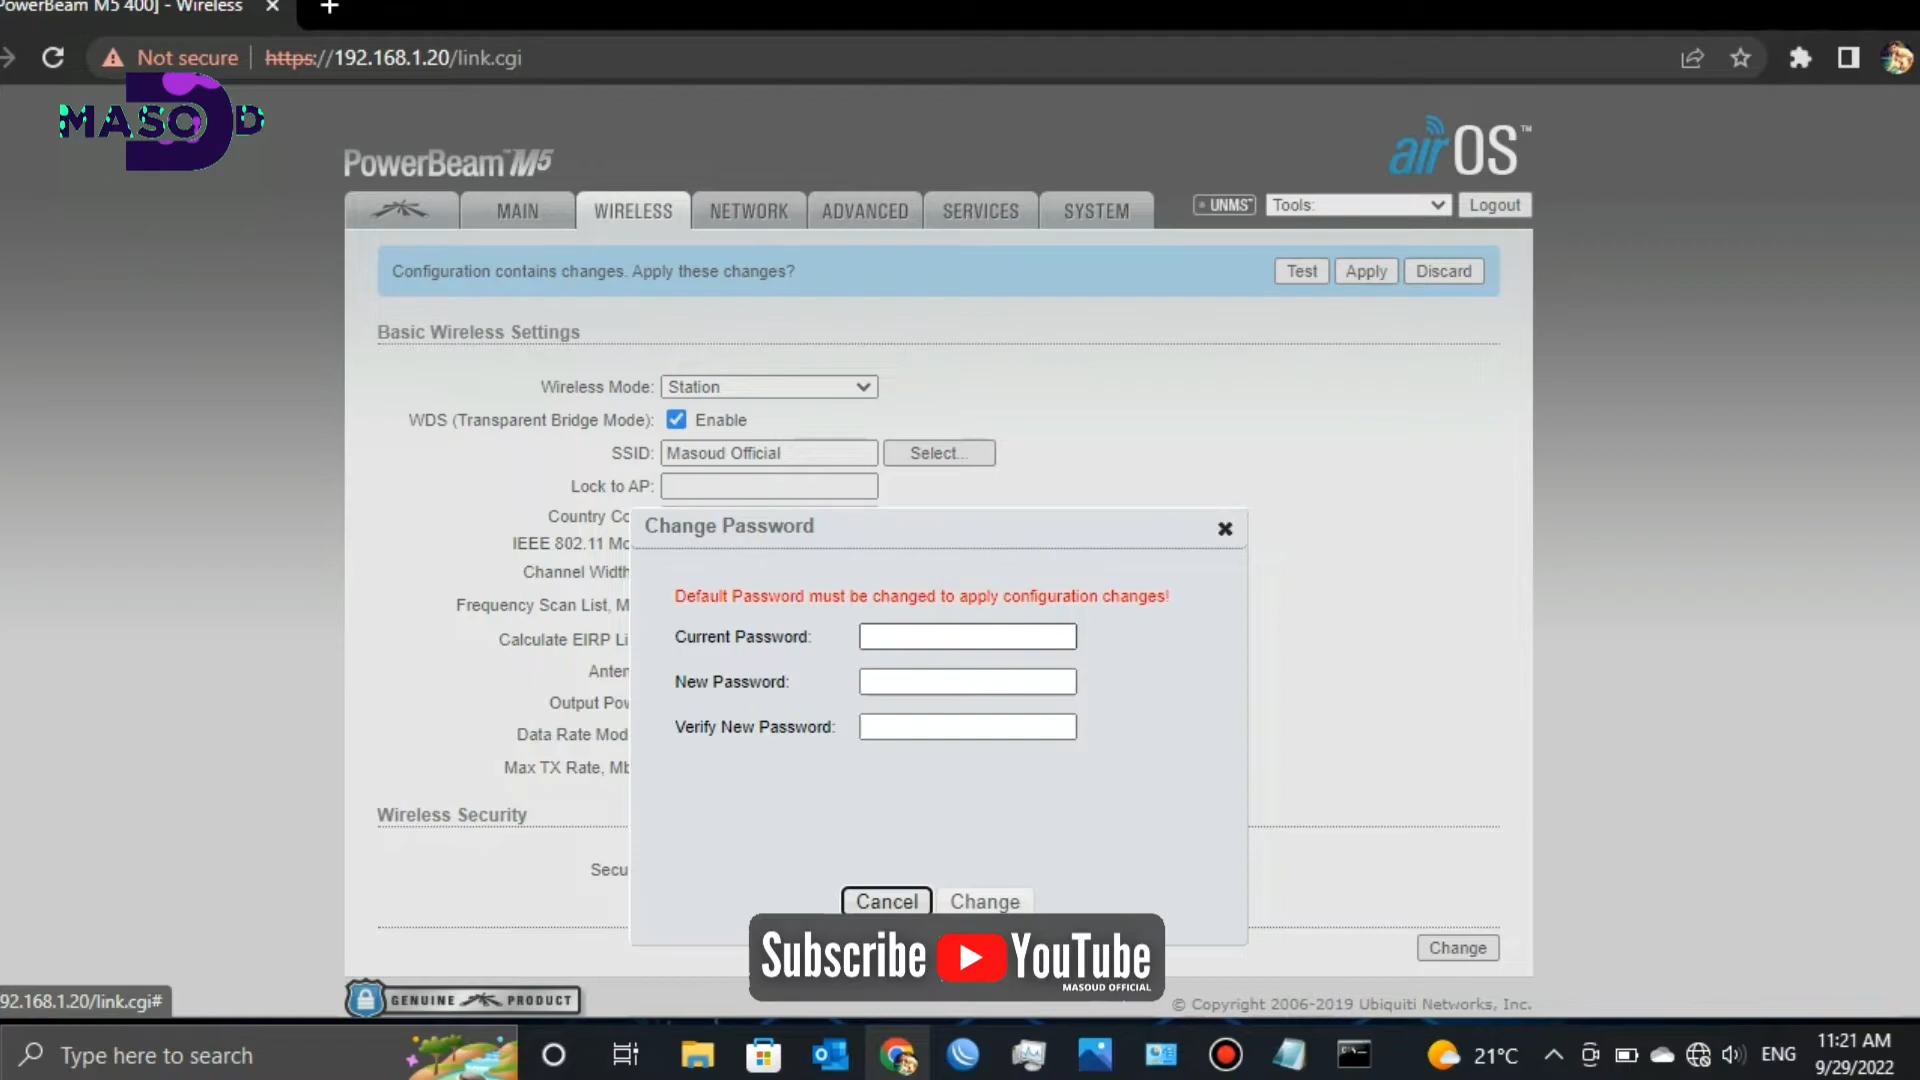 PowerBeam M5 400] - Wireless
Not secure
https://192.168.1.20/link.cgi
MASOD
PowerBeam™ M5
airOS™
MAIN
WIRELESS
NETWORK
ADVANCED
SERVICES
SYSTEM
UNMS™
Tools:
Logout
Configuration contains changes. Apply these changes?
Test
Apply
Discard
Basic Wireless Settings
Wireless Mode: Station
WDS (Transparent Bridge Mode): Enable
SSID: Masoud Official Select...
Lock to AP:
Country Co
IEEE 802.11 Mo
Channel Width
Frequency Scan List, M
Calculate EIRP Li
Anten
Output Pow
Data Rate Mod
Max TX Rate, Mb
Change Password
Default Password must be changed to apply configuration changes!
Current Password:
New Password:
Verify New Password:
Cancel Change
Wireless Security
Secu
Change
Subscribe YouTube
MASOUD OFFICIAL
92.168.1.20/link.cgi#
GENUINE PRODUCT
© Copyright 2006-2019 Ubiquiti Networks, Inc.
Type here to search
21°C
ENG
11:21 AM
9/29/2022